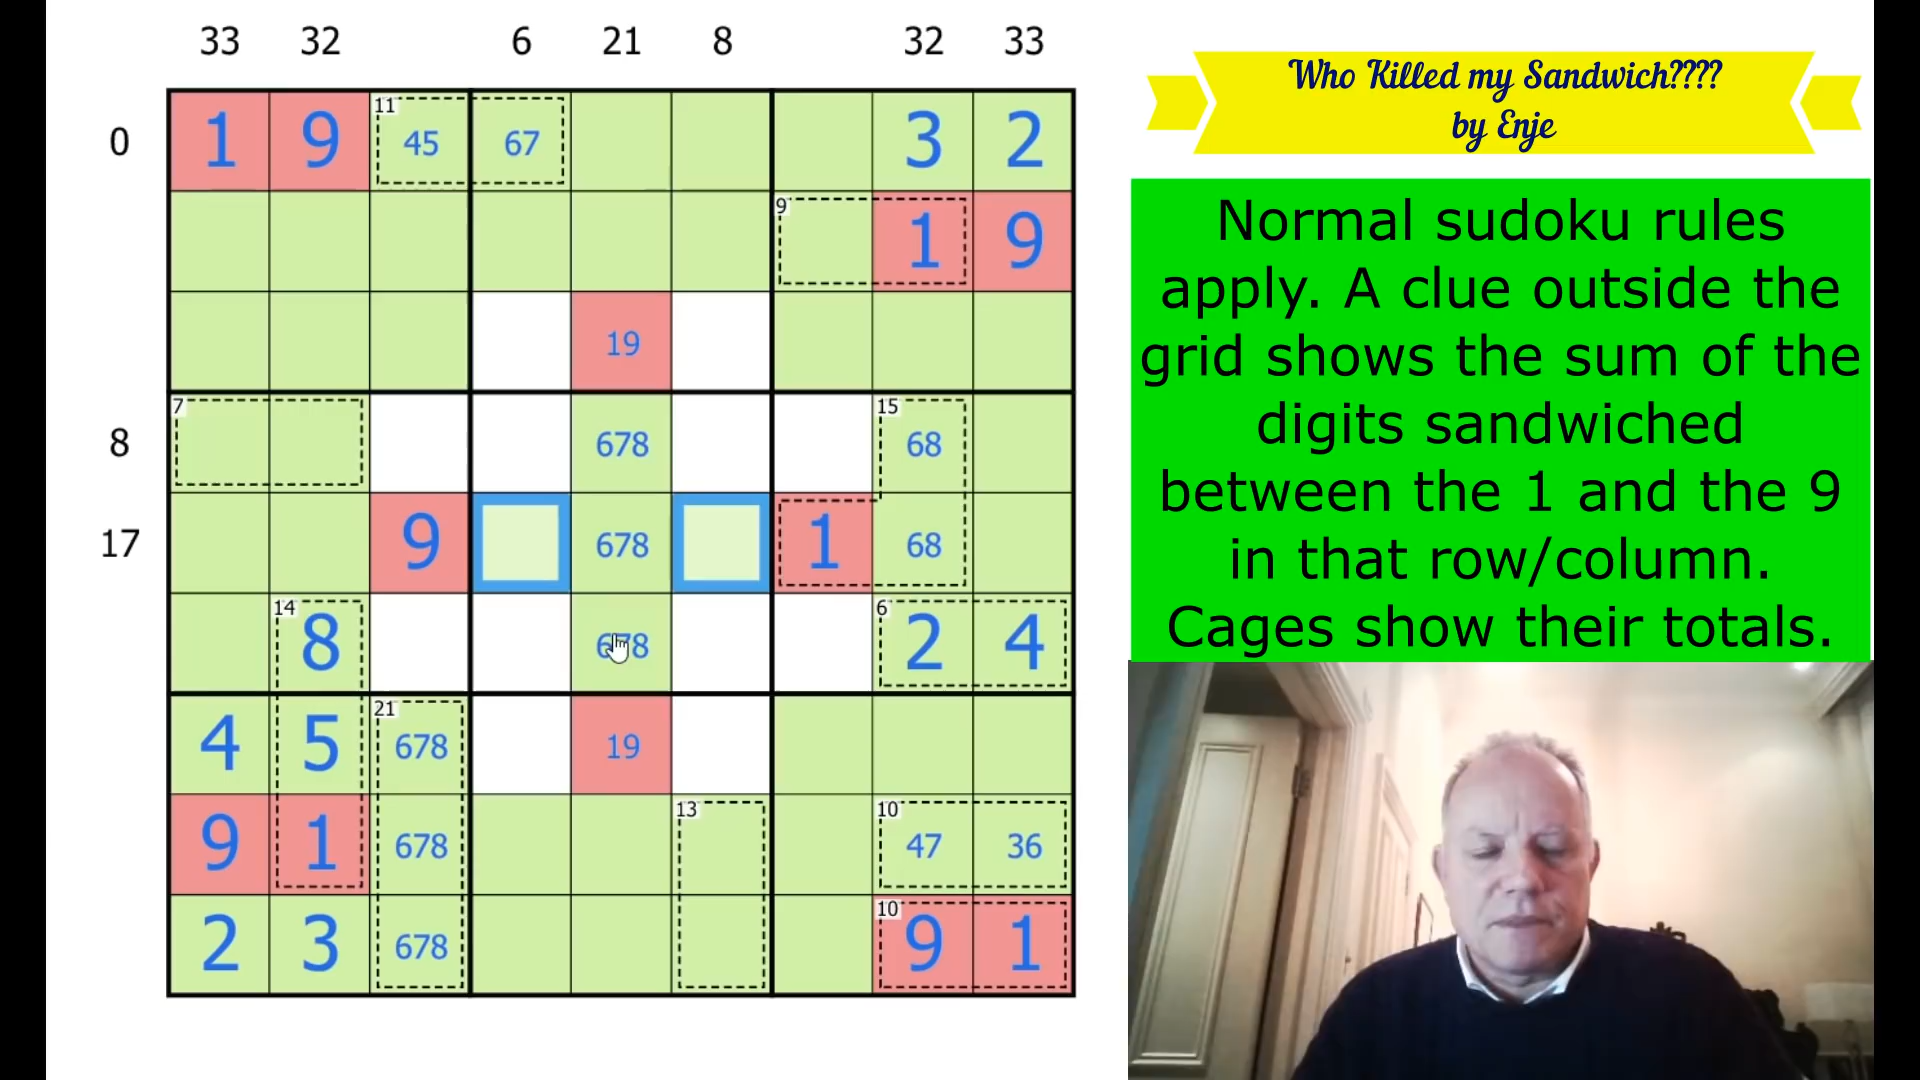 33 32 6 21 8 32 33
0 1 9 11 45 67 3 2
9 1 9
19
8 7 678 15 68
17 9 678 1 68
14 8 678 6 2 4
4 5 21 678 19
9 1 678 13 10 47 36
2 3 678 10 9 1
Who Killed my Sandwich????
by Enje
Normal sudoku rules
apply. A clue outside the
grid shows the sum of the
digits sandwiched
between the 1 and the 9
in that row/column.
Cages show their totals.